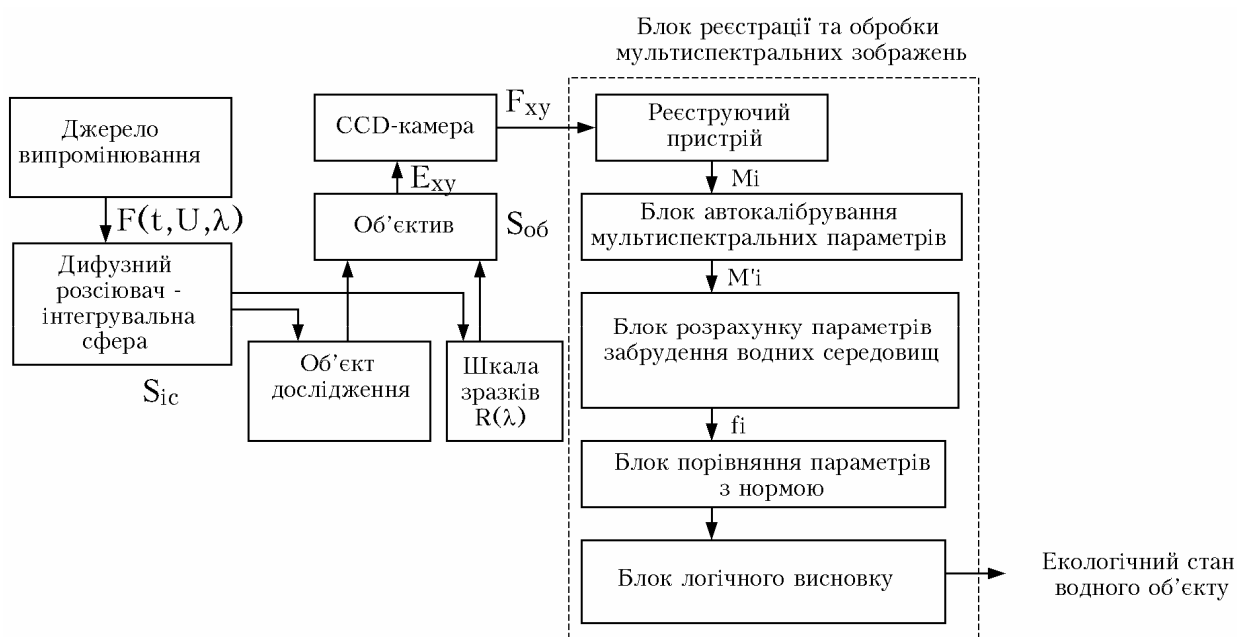 Блок реєстрації та обробки
мультиспектральних зображень
Джерело
випромінювання
F(t,U,λ)
Дифузний
розсіювач -
інтегрувальна
сфера
Sіс
Об'єкт
дослідження
Шкала
зразків
R(λ)
Об'єктив
Sоб
Exy
CCD-камера
Fxy
Реєструючий
пристрій
Mi
Блок автокалібрування
мультиспектральних параметрів
M'i
Блок розрахунку параметрів
забрудення водних середовищ
fi
Блок порівняння параметрів
з нормою
Блок логічного висновку
Екологічний стан
водного об'єкту